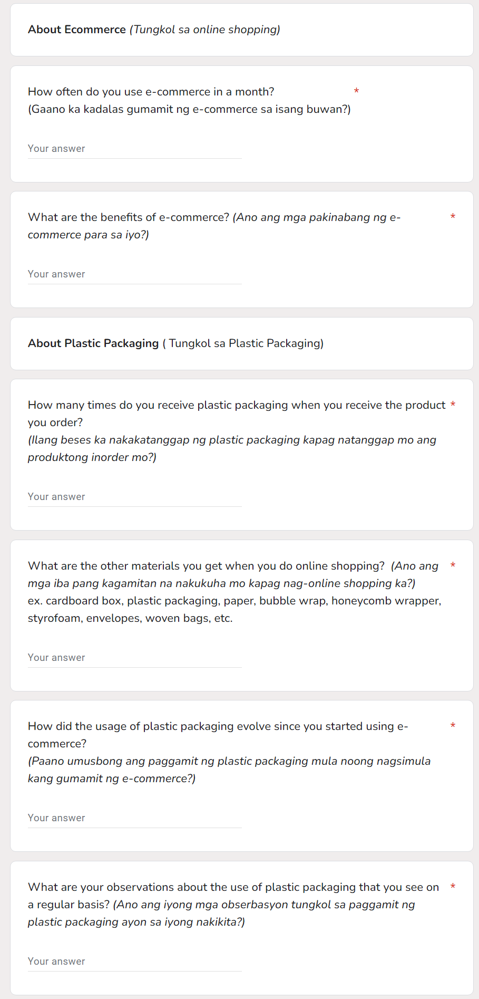 About Ecommerce (Tungkol sa online shopping)
How often do you use e-commerce in a month? *
(Gaano ka kadalas gumamit ng e-commerce sa isang buwan?)
Your answer
What are the benefits of e-commerce? (Ano ang mga pakinabang ng e- *
commerce para sa iyo?)
Your answer
About Plastic Packaging ( Tungkol sa Plastic Packaging)
How many times do you receive plastic packaging when you receive the product *
you order?
(Ilang beses ka nakakatanggap ng plastic packaging kapag natanggap mo ang
produktong inorder mo?)
Your answer
What are the other materials you get when you do online shopping?  (Ano ang *
mga iba pang kagamitan na nakukuha mo kapag nag-online shopping ka?)
ex. cardboard box, plastic packaging, paper, bubble wrap, honeycomb wrapper,
styrofoam, envelopes, woven bags, etc.
Your answer
How did the usage of plastic packaging evolve since you started using e- *
commerce?
(Paano umusbong ang paggamit ng plastic packaging mula noong nagsimula
kang gumamit ng e-commerce?)
Your answer
What are your observations about the use of plastic packaging that you see on *
a regular basis? (Ano ang iyong mga obserbasyon tungkol sa paggamit ng
plastic packaging ayon sa iyong nakikita?)
Your answer